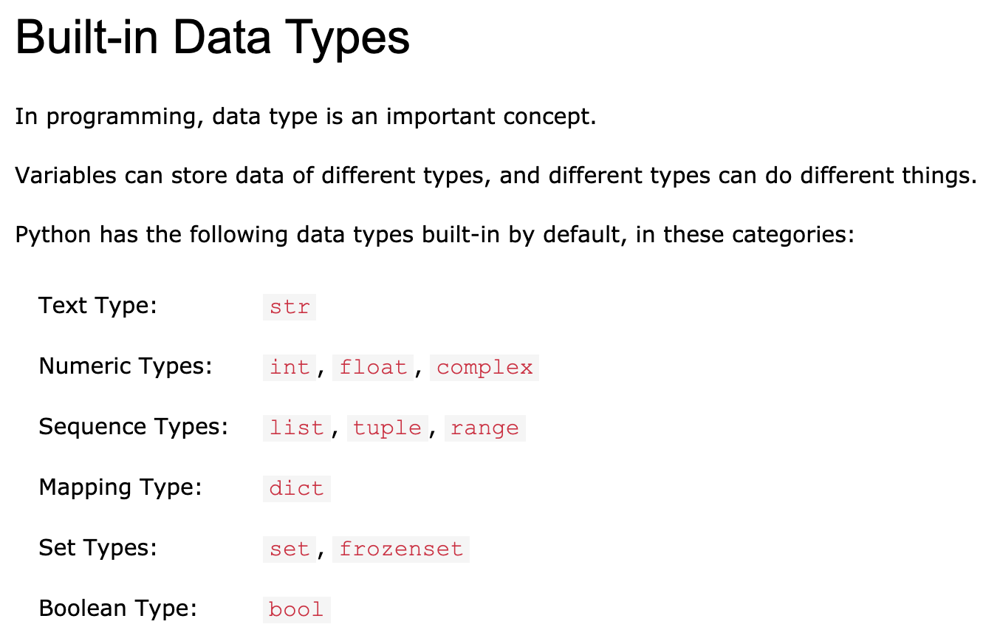 Built-in Data Types
In programming, data type is an important concept.
Variables can store data of different types, and different types can do different things.
Python has the following data types built-in by default, in these categories:
Text Type: str
Numeric Types: int, float, complex
Sequence Types: list, tuple, range
Mapping Type: dict
Set Types: set, frozenset
Boolean Type: bool